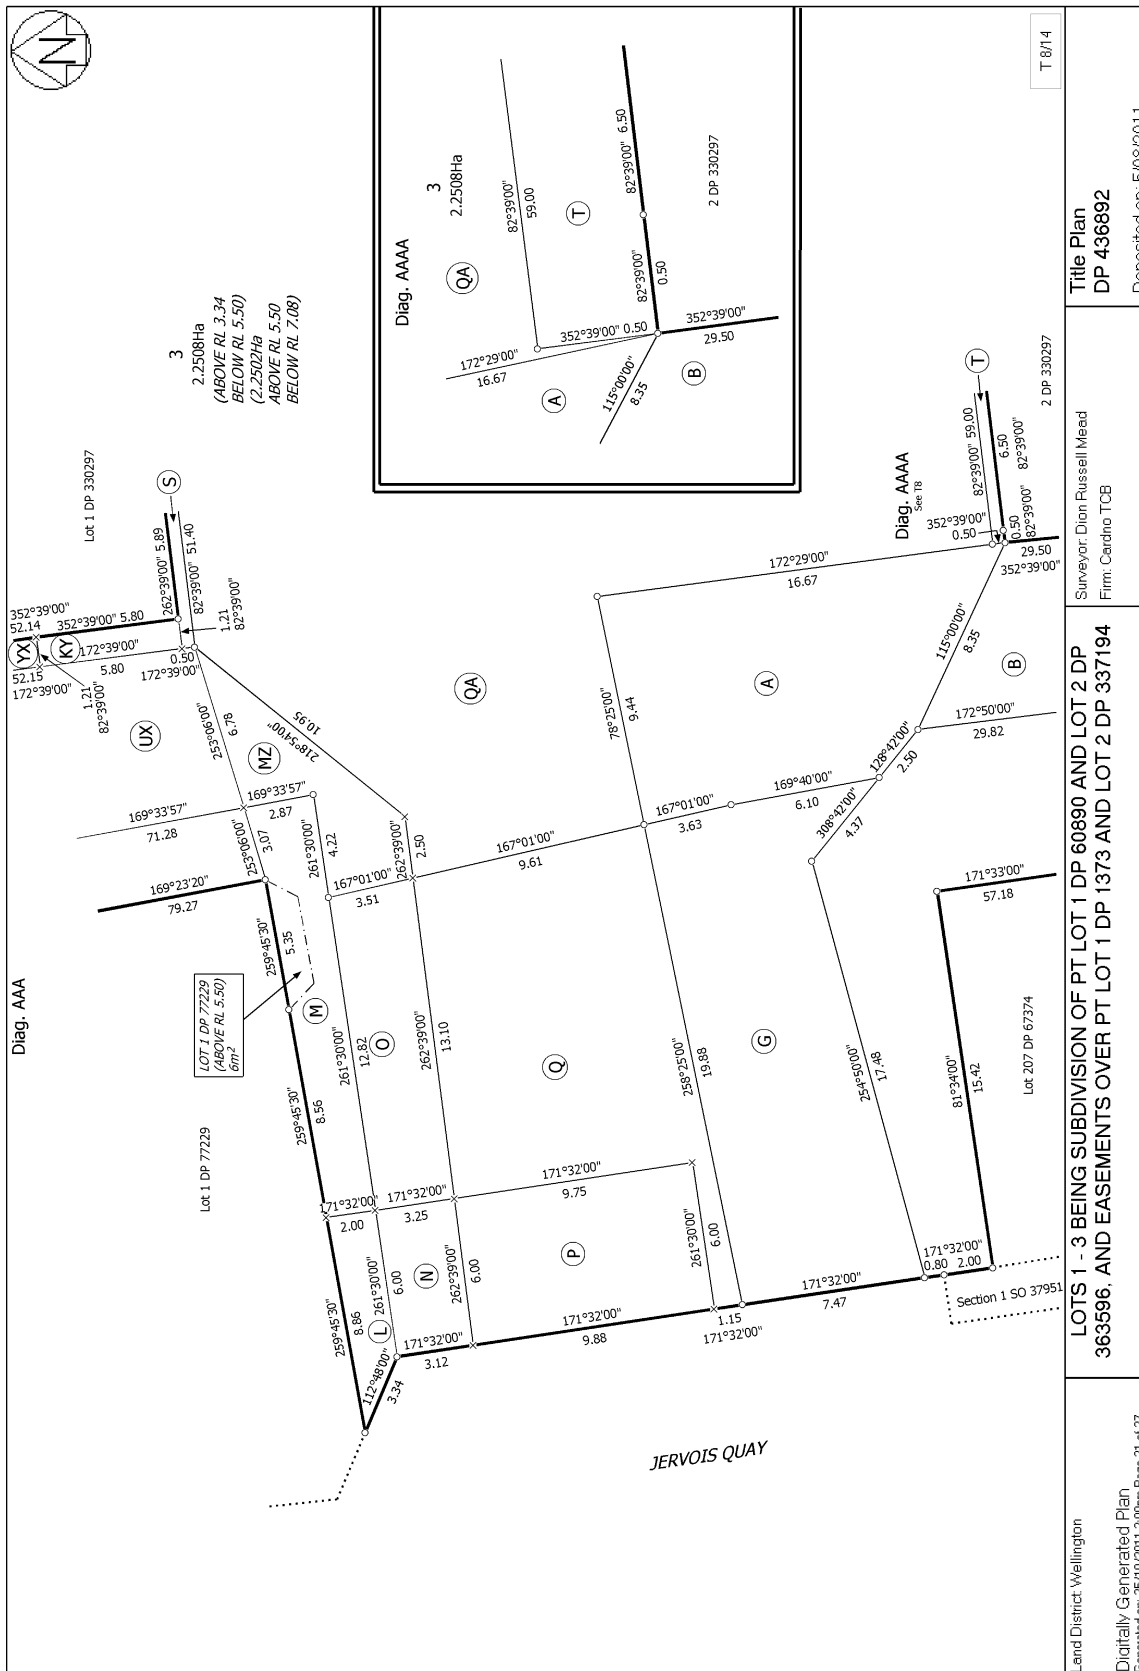 N
Diag. AAA
Lot 1 DP 330297
3
2.2508Ha
(ABOVE RL 3.34
BELOW RL 5.50)
(2.2502Ha
ABOVE RL 5.50
BELOW RL 7.08)
Diag. AAAA
3
2.2508Ha
QA
82°39'00"
59.00
T
82°39'00" 6.50
82°39'00"
0.50
2 DP 330297
352°39'00" 0.50
172°29'00"
16.67
A
115°00'00"
8.35
B
352°39'00"
29.50
T 8/14
352°39'00"
52.14
352°39'00" 5.80
YX
KY
52.15
172°39'00"
172°39'00"
5.80
1.21
82°39'00"
0.50
172°39'00"
262°39'00" 5.89
S
82°39'00" 51.40
1.21
82°39'00"
UX
253°06'00"
6.78
MZ
218°54'00"
10.95
169°33'57"
71.28
169°33'57"
2.87
253°06'00"
3.07
261°30'00"
4.22
169°23'20"
79.27
259°45'30"
5.35
LOT 1 DP 77229
(ABOVE RL 5.50)
6m²
M
Lot 1 DP 77229
259°45'30"
8.56
261°30'00"
12.82
O
167°01'00"
3.51
262°39'00"
2.50
262°39'00"
13.10
QA
167°01'00"
9.61
Q
171°32'00"
2.00
171°32'00"
3.25
171°32'00"
9.75
259°45'30"
8.86
L
261°30'00"
6.00
N
262°39'00"
6.00
P
261°30'00"
6.00
112°48'00"
3.34
171°32'00"
3.12
171°32'00"
9.88
1.15
171°32'00"
171°32'00"
7.47
171°32'00"
0.80
2.00
Section 1 SO 37951
JERVOIS QUAY
258°25'00"
19.88
G
254°50'00"
17.48
81°34'00"
15.42
Lot 207 DP 67374
171°33'00"
57.18
78°25'00"
9.44
167°01'00"
3.63
169°40'00"
6.10
308°42'00"
4.37
128°42'00"
2.50
A
172°29'00"
16.67
115°00'00"
8.35
B
172°50'00"
29.82
Diag. AAAA
See T8
352°39'00"
0.50
82°39'00" 59.00
T
6.50
82°39'00"
0.50
82°39'00"
29.50
352°39'00"
2 DP 330297
Land District: Wellington
Digitally Generated Plan
LOTS 1 - 3 BEING SUBDIVISION OF PT LOT 1 DP 60890 AND LOT 2 DP
363596, AND EASEMENTS OVER PT LOT 1 DP 1373 AND LOT 2 DP 337194
Surveyor: Dion Russell Mead
Firm: Cardno TCB
Title Plan
DP 436892